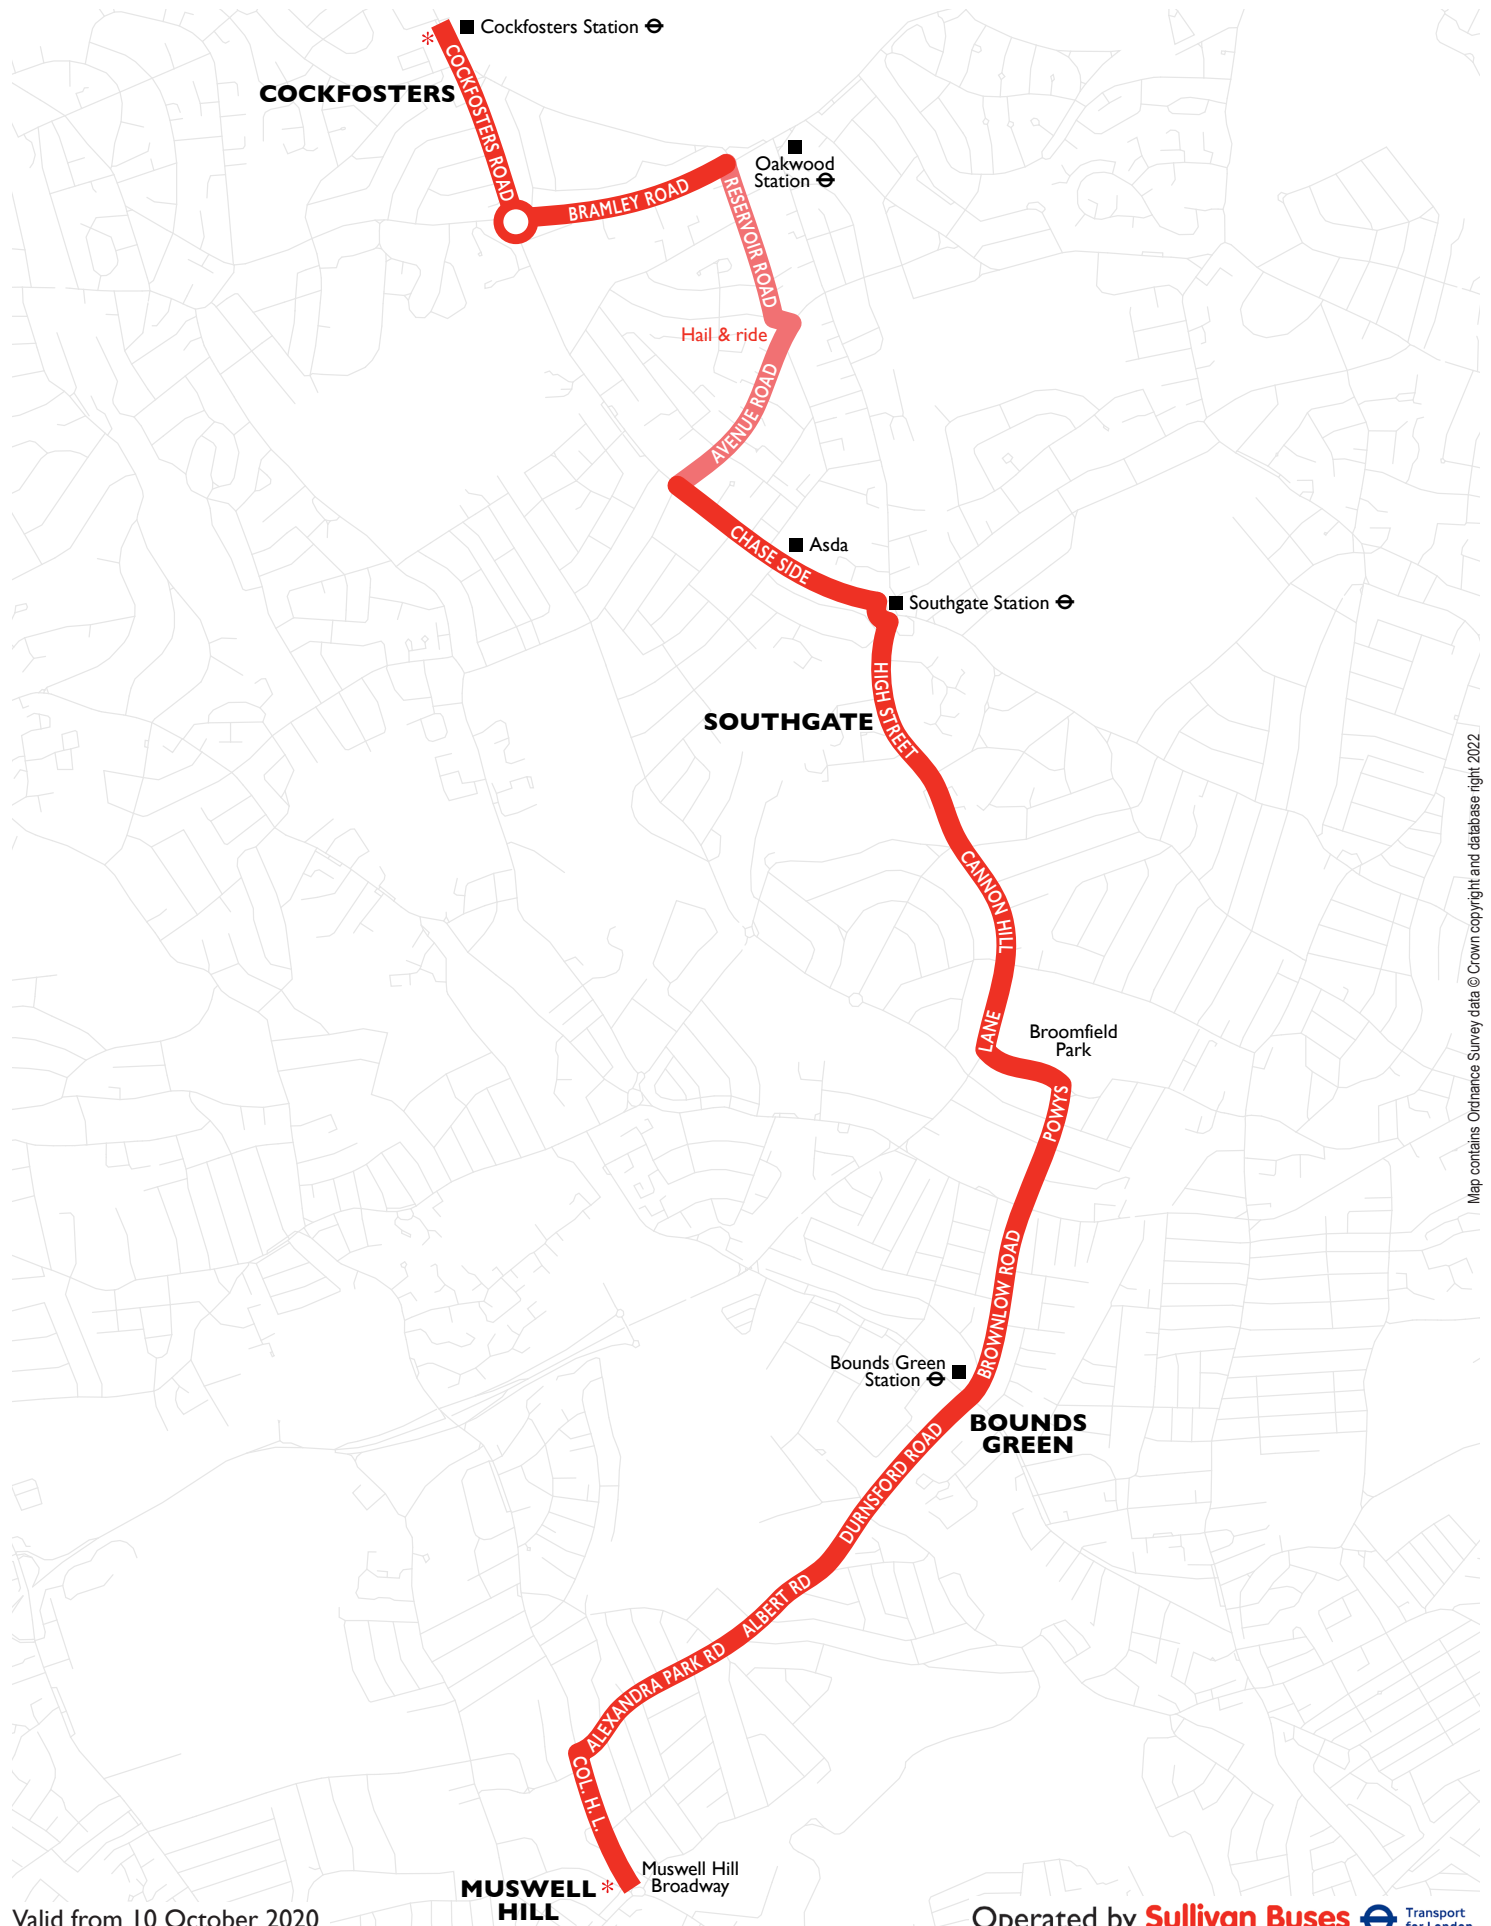 Cockfosters Station
*
COCKFOSTERS
COCKFOSTERS ROAD
Oakwood
Station
BRAMLEY ROAD
RESERVOIR ROAD
Hail & ride
AVENUE ROAD
CHASE SIDE
Asda
Southgate Station
HIGH STREET
SOUTHGATE
CANNON HILL
LANE
Broomfield
Park
POWYS
BROWNLOW ROAD
Bounds Green
Station
BOUNDS
GREEN
DURNSFORD ROAD
ALBERT RD
ALEXANDRA PARK RD
COL. H. L.
Muswell Hill
Broadway
MUSWELL *
HILL
Map contains Ordnance Survey data © Crown copyright and database right 2022
Valid from 10 October 2020
Operated by Sullivan Buses
Transport
for London